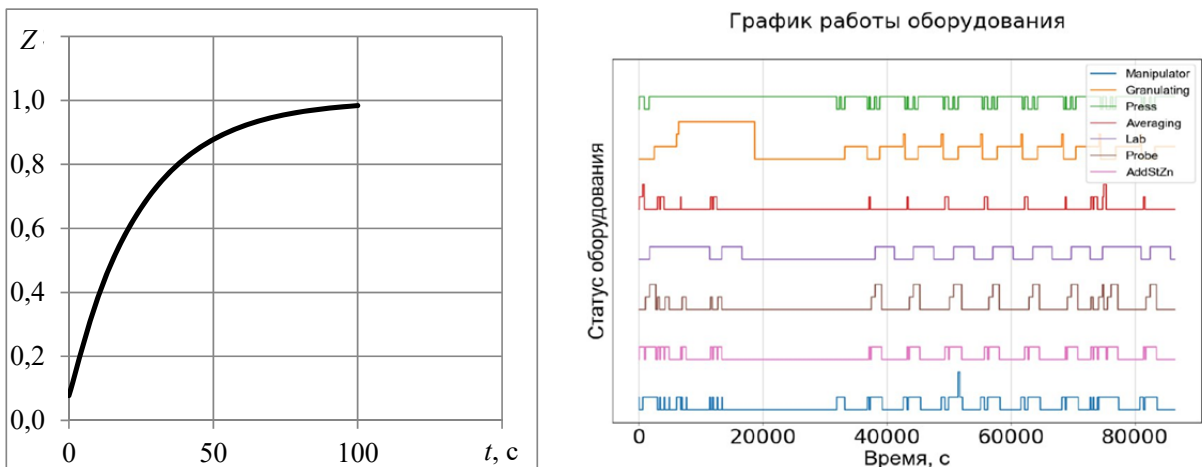 Z
1,0
0,8
0,6
0,4
0,2
0,0
0 50 100 t, с
График работы оборудования
Статус оборудования
Manipulator
Granulating
Press
Averaging
Lab
Probe
AddStZn
0 20000 40000 60000 80000
Время, с